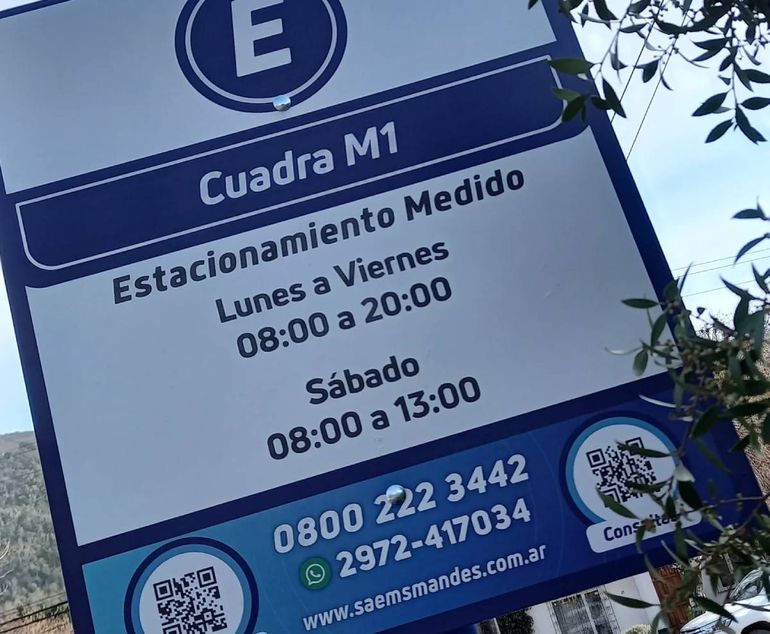 E
Cuadra M1
Estacionamiento Medido
Lunes a Viernes
08:00 a 20:00
Sábado
08:00 a 13:00
0800 222 3442
2972-417034
www.saemsmandes.com.ar